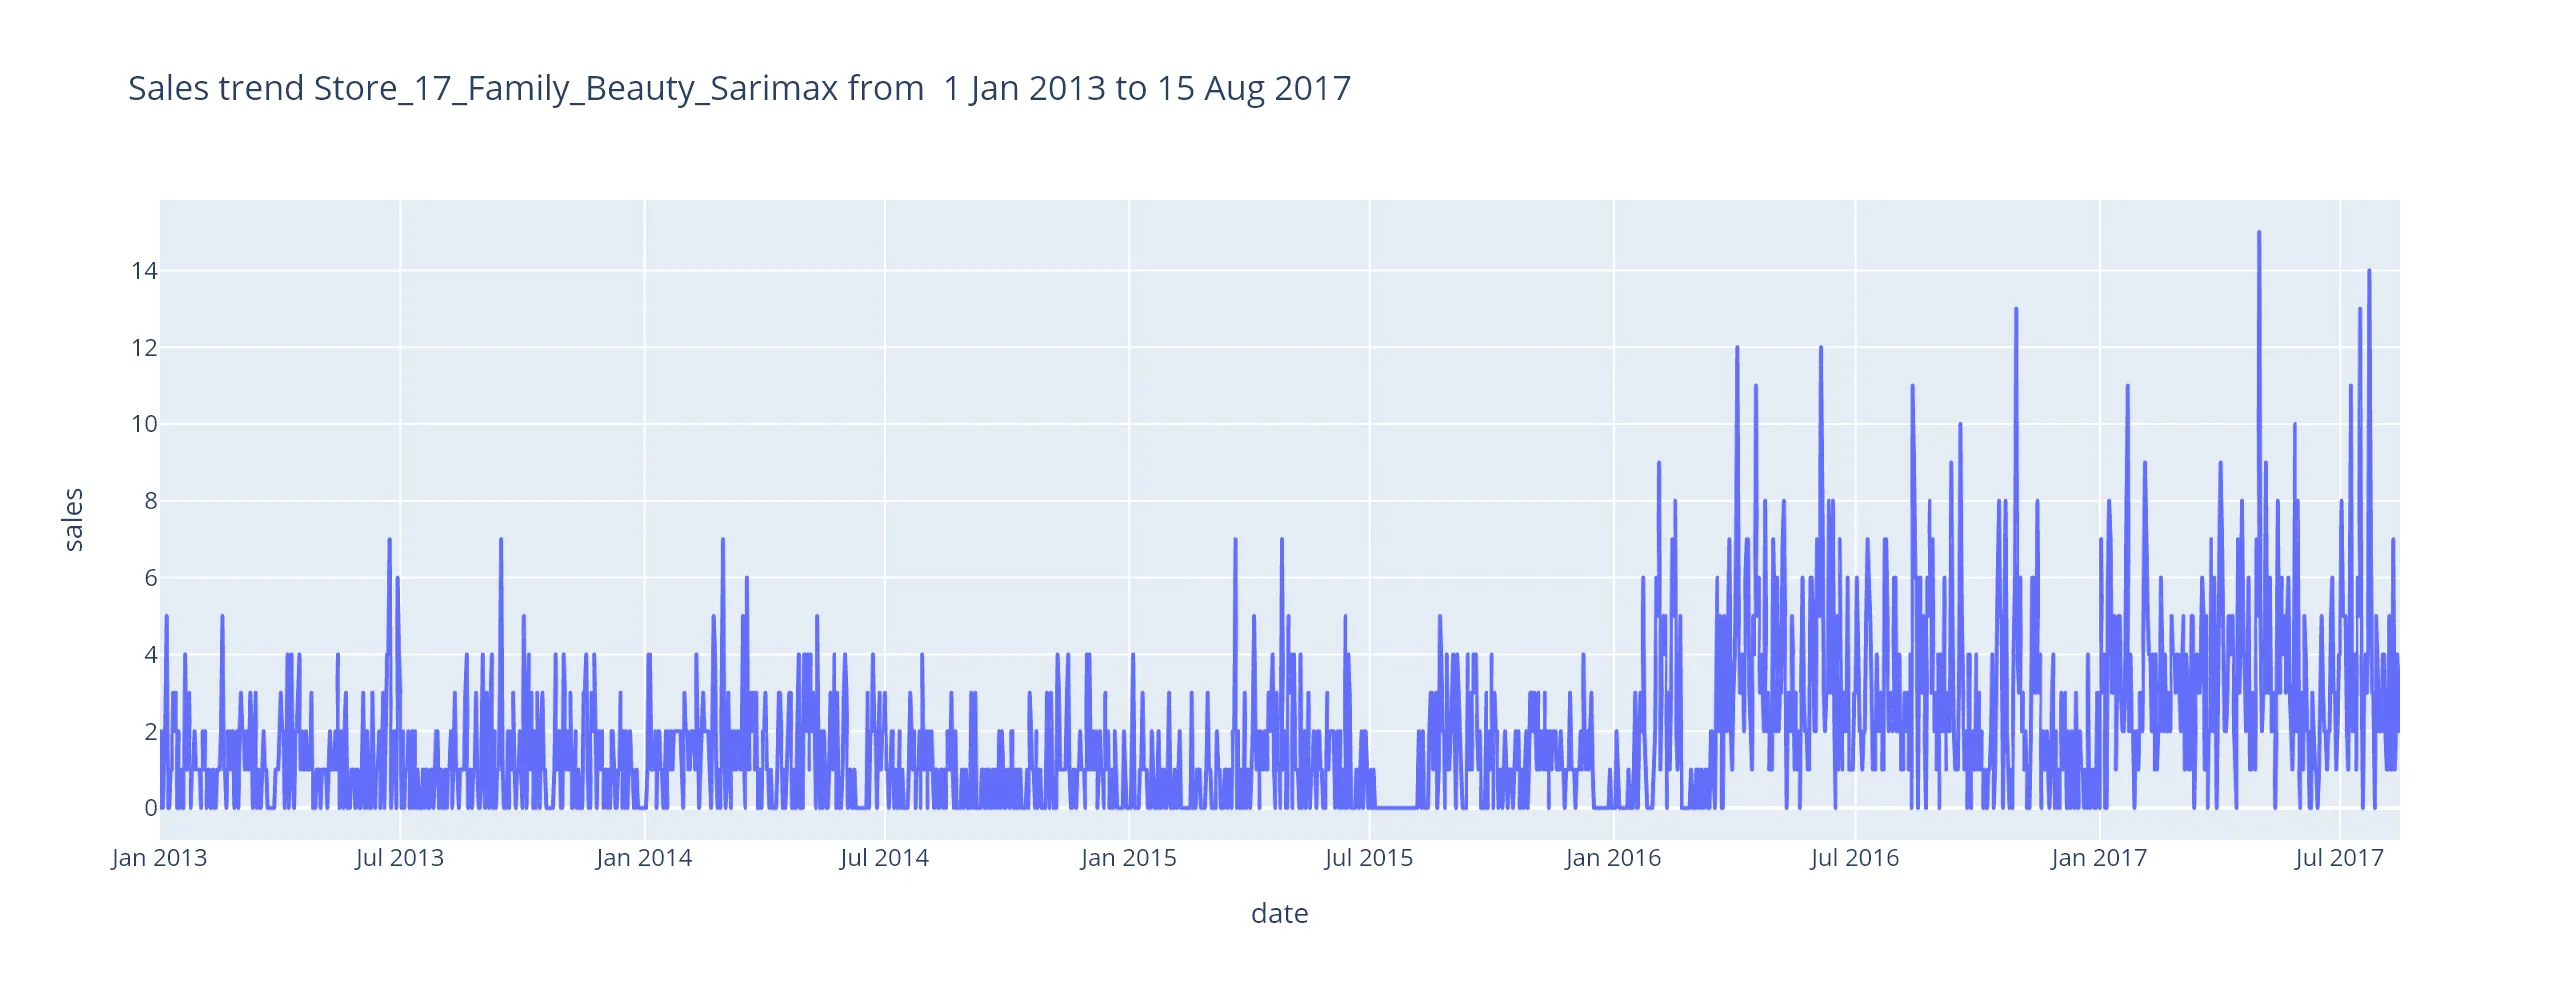 Sales trend Store_17_Family_Beauty_Sarimax from  1 Jan 2013 to 15 Aug 2017
14
12
10
8
6
4
2
0
sales
Jan 2013 Jul 2013 Jan 2014 Jul 2014 Jan 2015 Jul 2015 Jan 2016 Jul 2016 Jan 2017 Jul 2017
date